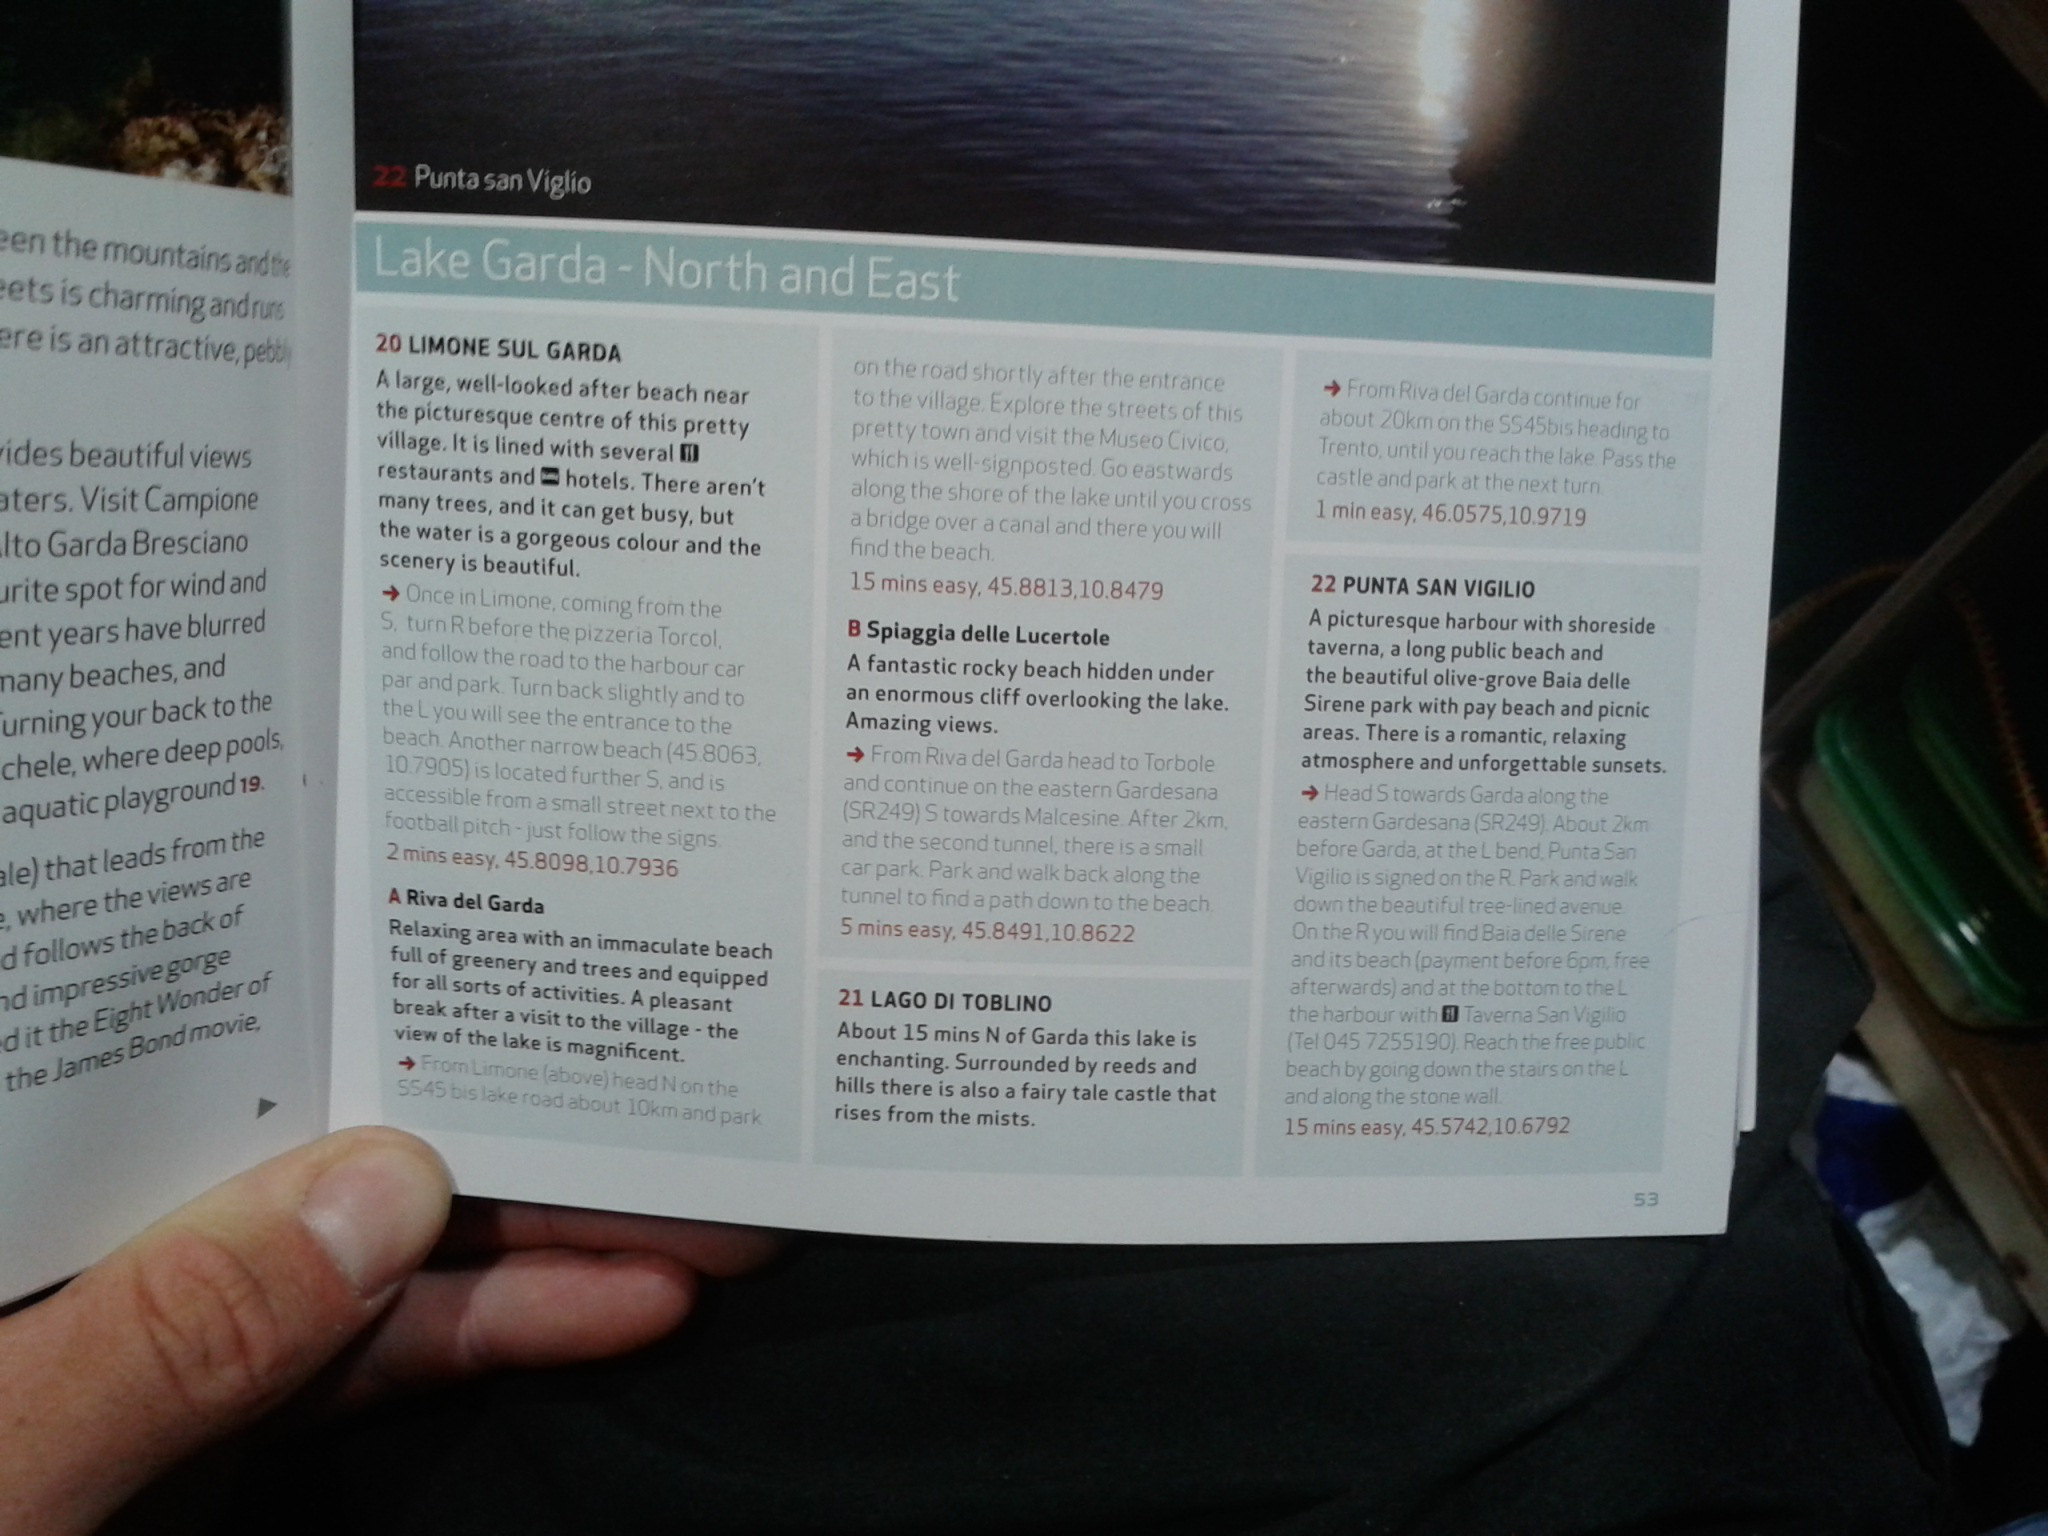 een the mountains and the
eets is charming and runs
ere is an attractive, pebbly
vides beautiful views
aters. Visit Campione
lto Garda Bresciano
urite spot for wind and
ent years have blurred
many beaches, and
Turning your back to the
chele, where deep pools,
aquatic playground 19.
ale) that leads from the
e, where the views are
d follows the back of
nd impressive gorge
ed it the Eight Wonder of
the James Bond movie,
22 Punta san Viglio
Lake Garda - North and East
20 LIMONE SUL GARDA
A large, well-looked after beach near
the picturesque centre of this pretty
village. It is lined with several
restaurants and hotels. There aren't
many trees, and it can get busy, but
the water is a gorgeous colour and the
scenery is beautiful.
→ Once in Limone, coming from the
S, turn R before the pizzeria Torcol,
and follow the road to the harbour car
par and park. Turn back slightly and to
the L you will see the entrance to the
beach. Another narrow beach (45.8063,
10.7905) is located further S, and is
accessible from a small street next to the
football pitch - just follow the signs.
2 mins easy, 45.8098,10.7936
A Riva del Garda
Relaxing area with an immaculate beach
full of greenery and trees and equipped
for all sorts of activities. A pleasant
break after a visit to the village - the
view of the lake is magnificent.
→ From Limone (above) head N on the
SS45 bis lake road about 10km and park
on the road shortly after the entrance
to the village. Explore the streets of this
pretty town and visit the Museo Civico,
which is well-signposted. Go eastwards
along the shore of the lake until you cross
a bridge over a canal and there you will
find the beach.
15 mins easy, 45.8813,10.8479
B Spiaggia delle Lucertole
A fantastic rocky beach hidden under
an enormous cliff overlooking the lake.
Amazing views.
→ From Riva del Garda head to Torbole
and continue on the eastern Gardesana
(SR249) S towards Malcesine. After 2km,
and the second tunnel, there is a small
car park. Park and walk back along the
tunnel to find a path down to the beach.
5 mins easy, 45.8491,10.8622
21 LAGO DI TOBLINO
About 15 mins N of Garda this lake is
enchanting. Surrounded by reeds and
hills there is also a fairy tale castle that
rises from the mists.
→ From Riva del Garda continue for
about 20km on the SS45bis heading to
Trento, until you reach the lake. Pass the
castle and park at the next turn.
1 min easy, 46.0575,10.9719
22 PUNTA SAN VIGILIO
A picturesque harbour with shoreside
taverna, a long public beach and
the beautiful olive-grove Baia delle
Sirene park with pay beach and picnic
areas. There is a romantic, relaxing
atmosphere and unforgettable sunsets.
→ Head S towards Garda along the
eastern Gardesana (SR249). About 2km
before Garda, at the L bend, Punta San
Vigilio is signed on the R. Park and walk
down the beautiful tree-lined avenue.
On the R you will find Baia delle Sirene
and its beach (payment before 6pm, free
afterwards) and at the bottom to the L
the harbour with Taverna San Vigilio
(Tel 045 7255190). Reach the free public
beach by going down the stairs on the L
and along the stone wall.
15 mins easy, 45.5742,10.6792
53